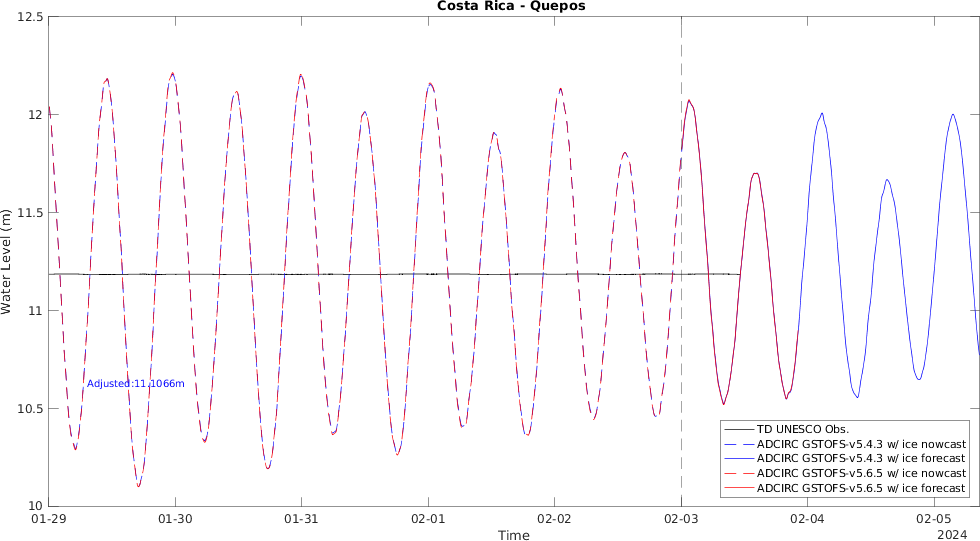 Costa Rica - Quepos
12.5
12
11.5
11
10.5
10
Water Level (m)
Adjusted:11.1066m
TD UNESCO Obs.
ADCIRC GSTOFS-v5.4.3 w/ ice nowcast
ADCIRC GSTOFS-v5.4.3 w/ ice forecast
ADCIRC GSTOFS-v5.6.5 w/ ice nowcast
ADCIRC GSTOFS-v5.6.5 w/ ice forecast
01-29 01-30 01-31 02-01 02-02 02-03 02-04 02-05
Time
2024